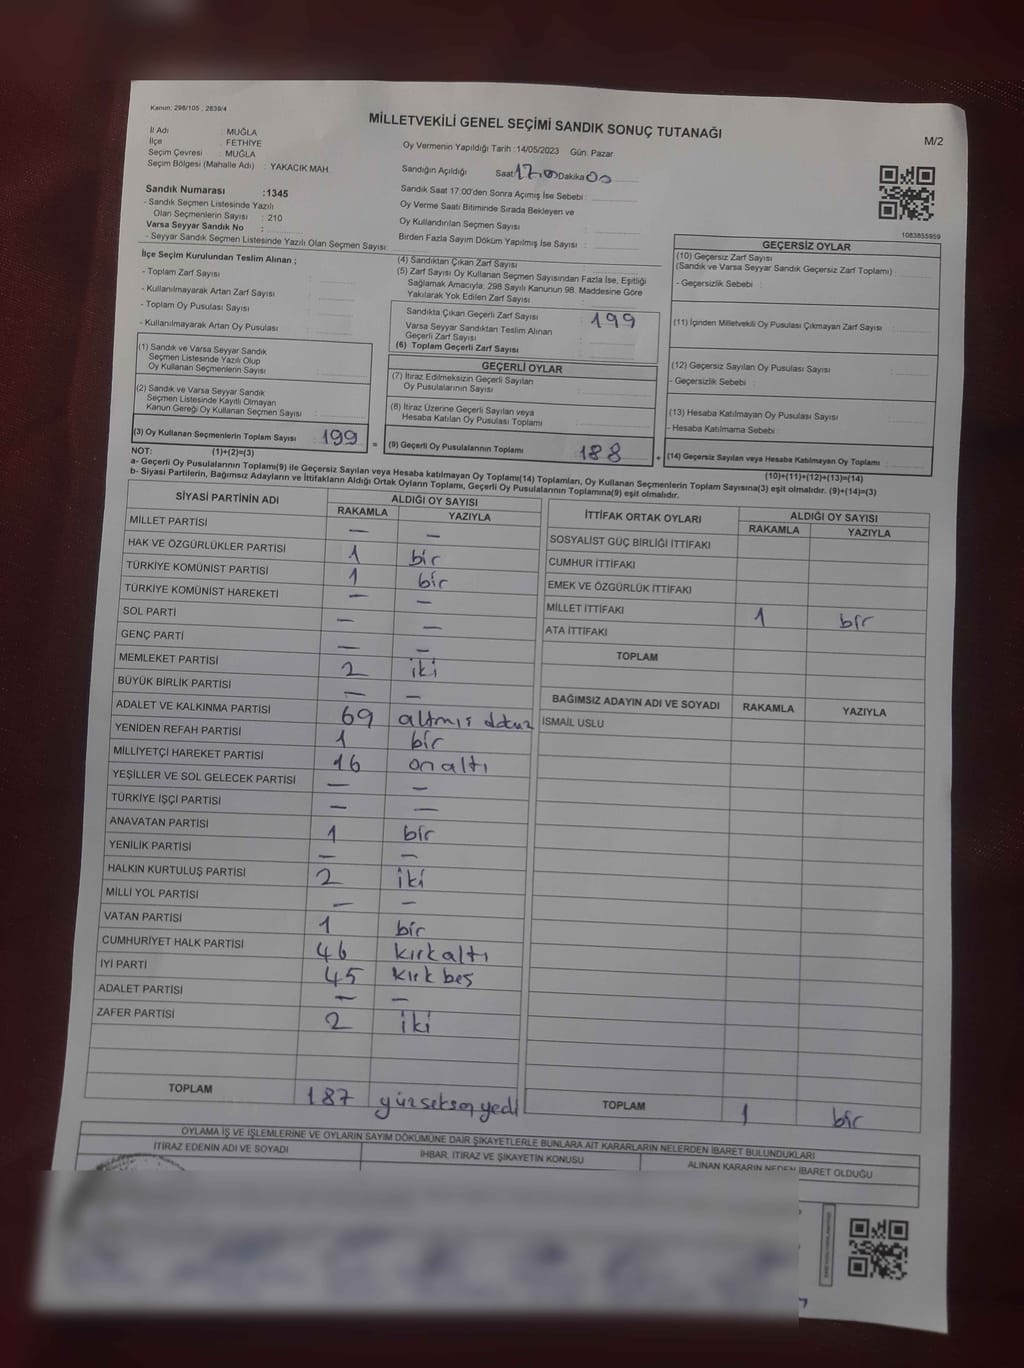 Kanun: 298/105 , 2839/4
MİLLETVEKİLİ GENEL SEÇİMİ SANDIK SONUÇ TUTANAĞI
M/2
İl Adı : MUĞLA
İlçe : FETHİYE
Seçim Çevresi : MUĞLA
Seçim Bölgesi (Mahalle Adı) : YAKACIK MAH.
Sandık Numarası :1345
- Sandık Seçmen Listesinde Yazılı
Olan Seçmenlerin Sayısı : 210
Varsa Seyyar Sandık No :
- Seyyar Sandık Seçmen Listesinde Yazılı Olan Seçmen Sayısı:
Oy Vermenin Yapıldığı Tarih :14/05/2023 Gün: Pazar
Sandığın Açıldığı Saat 17.00 Dakika 00
Sandık Saat 17:00'den Sonra Açımış İse Sebebi :
Oy Verme Saati Bitiminde Sırada Bekleyen ve
Oy Kullandırılan Seçmen Sayısı :
Birden Fazla Sayım Döküm Yapılmış İse Sayısı :
1083855959
İlçe Seçim Kurulundan Teslim Alınan ;
- Toplam Zarf Sayısı :
- Kullanılmayarak Artan Zarf Sayısı :
- Toplam Oy Pusulası Sayısı :
- Kullanılmayarak Artan Oy Pusulası :
(1) Sandık ve Varsa Seyyar Sandık
Seçmen Listesinde Yazılı Olup
Oy Kullanan Seçmenlerin Sayısı :
(2) Sandık ve Varsa Seyyar Sandık
Seçmen Listesinde Kayıtlı Olmayan
Kanun Gereği Oy Kullanan Seçmen Sayısı :
(3) Oy Kullanan Seçmenlerin Toplam Sayısı 199 =
(4) Sandıktan Çıkan Zarf Sayısı :
(5) Zarf Sayısı Oy Kullanan Seçmen Sayısından Fazla İse, Eşitliği
Sağlamak Amacıyla; 298 Sayılı Kanunun 98. Maddesine Göre
Yakılarak Yok Edilen Zarf Sayısı :
Sandıkta Çıkan Geçerli Zarf Sayısı : 199
Varsa Seyyar Sandıktan Teslim Alınan
Geçerli Zarf Sayısı :
(6) Toplam Geçerli Zarf Sayısı
GEÇERLİ OYLAR
(7) İtiraz Edilmeksizin Geçerli Sayılan
Oy Pusulalarının Sayısı :
(8) İtiraz Üzerine Geçerli Sayılan veya
Hesaba Katılan Oy Pusulası Toplamı :
(9) Geçerli Oy Pusulalarının Toplamı 188 +
GEÇERSİZ OYLAR
(10) Geçersiz Zarf Sayısı
(Sandık ve Varsa Seyyar Sandık Geçersiz Zarf Toplamı) :
- Geçersizlik Sebebi :
(11) İçinden Milletvekili Oy Pusulası Çıkmayan Zarf Sayısı :
(12) Geçersiz Sayılan Oy Pusulası Sayısı :
- Geçersizlik Sebebi :
(13) Hesaba Katılmayan Oy Pusulası Sayısı :
- Hesaba Katılmama Sebebi :
(14) Geçersiz Sayılan veya Hesaba Katılmayan Oy Toplamı :
NOT: (1)+(2)=(3)
(10)+(11)+(12)+(13)=(14)
a- Geçerli Oy Pusulalarının Toplamı(9) ile Geçersiz Sayılan veya Hesaba katılmayan Oy Toplamı(14) Toplamları, Oy Kullanan Seçmenlerin Toplam Sayısına(3) eşit olmalıdır. (9)+(14)=(3)
b- Siyasi Partilerin, Bağımsız Adayların ve İttifakların Aldığı Ortak Oyların Toplamı, Geçerli Oy Pusulalarının Toplamına(9) eşit olmalıdır.
SİYASİ PARTİNİN ADI ALDIĞI OY SAYISI
RAKAMLA YAZIYLA
MİLLET PARTİSİ — —
HAK VE ÖZGÜRLÜKLER PARTİSİ 1 bir
TÜRKİYE KOMÜNİST PARTİSİ 1 bir
TÜRKİYE KOMÜNİST HAREKETİ — —
SOL PARTİ — —
GENÇ PARTİ — —
MEMLEKET PARTİSİ 2 iki
BÜYÜK BİRLİK PARTİSİ — —
ADALET VE KALKINMA PARTİSİ 69 altmış dokuz
YENİDEN REFAH PARTİSİ 1 bir
MİLLİYETÇİ HAREKET PARTİSİ 16 on altı
YEŞİLLER VE SOL GELECEK PARTİSİ — —
TÜRKİYE İŞÇİ PARTİSİ — —
ANAVATAN PARTİSİ 1 bir
YENİLİK PARTİSİ — —
HALKIN KURTULUŞ PARTİSİ 2 iki
MİLLİ YOL PARTİSİ — —
VATAN PARTİSİ 1 bir
CUMHURİYET HALK PARTİSİ 46 kırk altı
İYİ PARTİ 45 kırk beş
ADALET PARTİSİ — —
ZAFER PARTİSİ 2 iki
TOPLAM 187 yüzseksen yedi
İTTİFAK ORTAK OYLARI ALDIĞI OY SAYISI
RAKAMLA YAZIYLA
SOSYALİST GÜÇ BİRLİĞİ İTTİFAKI
CUMHUR İTTİFAKI
EMEK VE ÖZGÜRLÜK İTTİFAKI
MİLLET İTTİFAKI 1 bir
ATA İTTİFAKI
TOPLAM
BAĞIMSIZ ADAYIN ADI VE SOYADI RAKAMLA YAZIYLA
İSMAİL USLU
TOPLAM 1 bir
OYLAMA İŞ VE İŞLEMLERİNE VE OYLARIN SAYIM DÖKÜMÜNE DAİR ŞİKAYETLERLE BUNLARA AİT KARARLARIN NELERDEN İBARET BULUNDUKLARI
İTİRAZ EDENİN ADI VE SOYADI İHBAR, İTİRAZ VE ŞİKAYETİN KONUSU ALINAN KARARIN NEDEN İBARET OLDUĞU